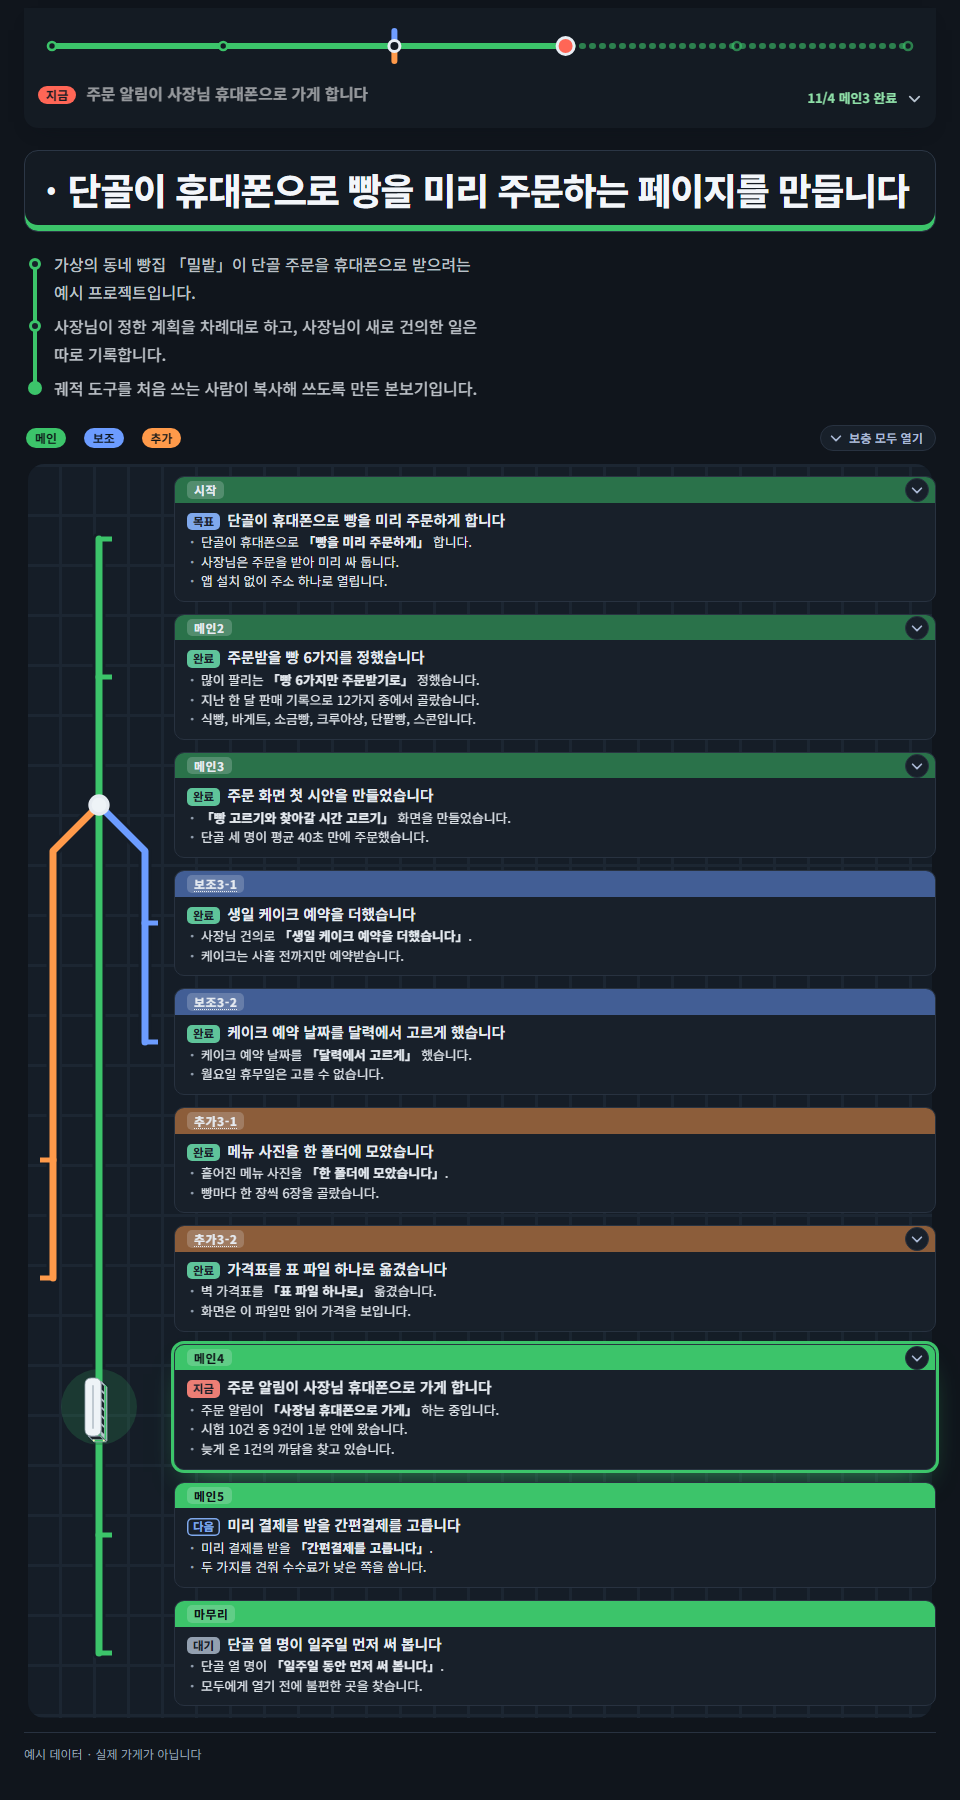 지금 주문 알림이 사장님 휴대폰으로 가게 합니다
11/4 메인3 완료
· 단골이 휴대폰으로 빵을 미리 주문하는 페이지를 만듭니다
가상의 동네 빵집 「밀밭」이 단골 주문을 휴대폰으로 받으려는
예시 프로젝트입니다.
사장님이 정한 계획을 차례대로 하고, 사장님이 새로 건의한 일은
따로 기록합니다.
궤적 도구를 처음 쓰는 사람이 복사해 쓰도록 만든 본보기입니다.
메인 보조 추가
보충 모두 열기
시작
목표 단골이 휴대폰으로 빵을 미리 주문하게 합니다
· 단골이 휴대폰으로 「빵을 미리 주문하게」 합니다.
· 사장님은 주문을 받아 미리 싸 둡니다.
· 앱 설치 없이 주소 하나로 열립니다.
메인2
완료 주문받을 빵 6가지를 정했습니다
· 많이 팔리는 「빵 6가지만 주문받기로」 정했습니다.
· 지난 한 달 판매 기록으로 12가지 중에서 골랐습니다.
· 식빵, 바게트, 소금빵, 크루아상, 단팥빵, 스콘입니다.
메인3
완료 주문 화면 첫 시안을 만들었습니다
· 「빵 고르기와 찾아갈 시간 고르기」 화면을 만들었습니다.
· 단골 세 명이 평균 40초 만에 주문했습니다.
보조3-1
완료 생일 케이크 예약을 더했습니다
· 사장님 건의로 「생일 케이크 예약을 더했습니다」.
· 케이크는 사흘 전까지만 예약받습니다.
보조3-2
완료 케이크 예약 날짜를 달력에서 고르게 했습니다
· 케이크 예약 날짜를 「달력에서 고르게」 했습니다.
· 월요일 휴무일은 고를 수 없습니다.
추가3-1
완료 메뉴 사진을 한 폴더에 모았습니다
· 흩어진 메뉴 사진을 「한 폴더에 모았습니다」.
· 빵마다 한 장씩 6장을 골랐습니다.
추가3-2
완료 가격표를 표 파일 하나로 옮겼습니다
· 벽 가격표를 「표 파일 하나로」 옮겼습니다.
· 화면은 이 파일만 읽어 가격을 보입니다.
메인4
지금 주문 알림이 사장님 휴대폰으로 가게 합니다
· 주문 알림이 「사장님 휴대폰으로 가게」 하는 중입니다.
· 시험 10건 중 9건이 1분 안에 왔습니다.
· 늦게 온 1건의 까닭을 찾고 있습니다.
메인5
다음 미리 결제를 받을 간편결제를 고릅니다
· 미리 결제를 받을 「간편결제를 고릅니다」.
· 두 가지를 견줘 수수료가 낮은 쪽을 씁니다.
마무리
대기 단골 열 명이 일주일 먼저 써 봅니다
· 단골 열 명이 「일주일 동안 먼저 써 봅니다」.
· 모두에게 열기 전에 불편한 곳을 찾습니다.
예시 데이터 · 실제 가게가 아닙니다